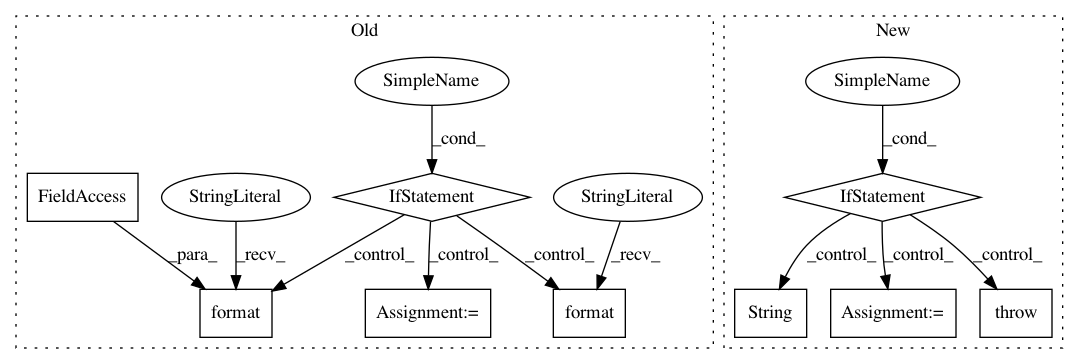 Old
New
SimpleName
SimpleName
_cond_
_cond_
FieldAccess
StringLiteral
IfStatement
StringLiteral
IfStatement
_para_
_recv_
_control_
_control_
_control_
_recv_
_control_
_control_
_control_
format
Assignment:=
format
String
Assignment:=
throw